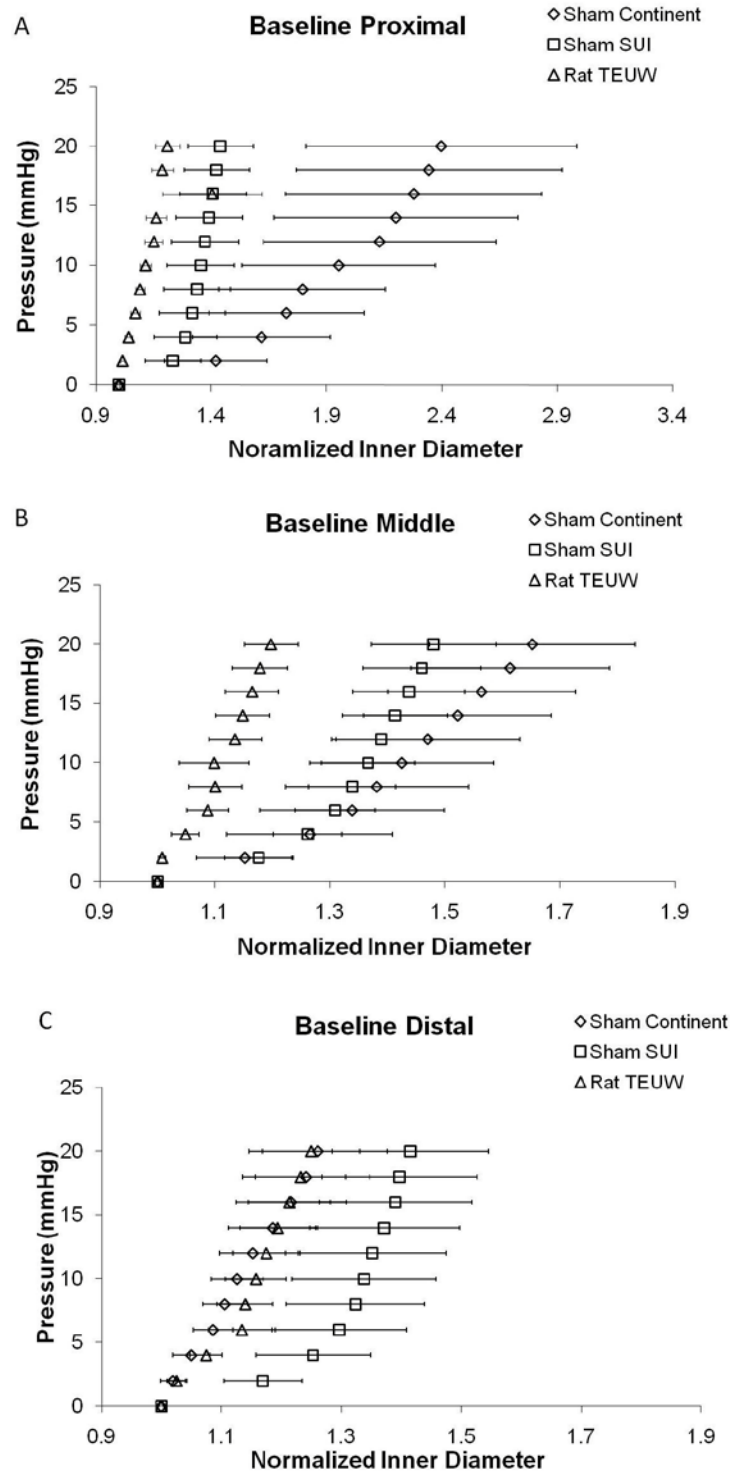 A
Baseline Proximal
◇ Sham Continent
□ Sham SUI
△ Rat TEUW
Pressure (mmHg)
25
20
15
10
5
0
0.9 1.4 1.9 2.4 2.9 3.4
Noramlized Inner Diameter
B
Baseline Middle
◇ Sham Continent
□ Sham SUI
△ Rat TEUW
Pressure (mmHg)
25
20
15
10
5
0
0.9 1.1 1.3 1.5 1.7 1.9
Normalized Inner Diameter
C
Baseline Distal
◇ Sham Continent
□ Sham SUI
△ Rat TEUW
Pressure (mmHg)
25
20
15
10
5
0
0.9 1.1 1.3 1.5 1.7 1.9
Normalized Inner Diameter